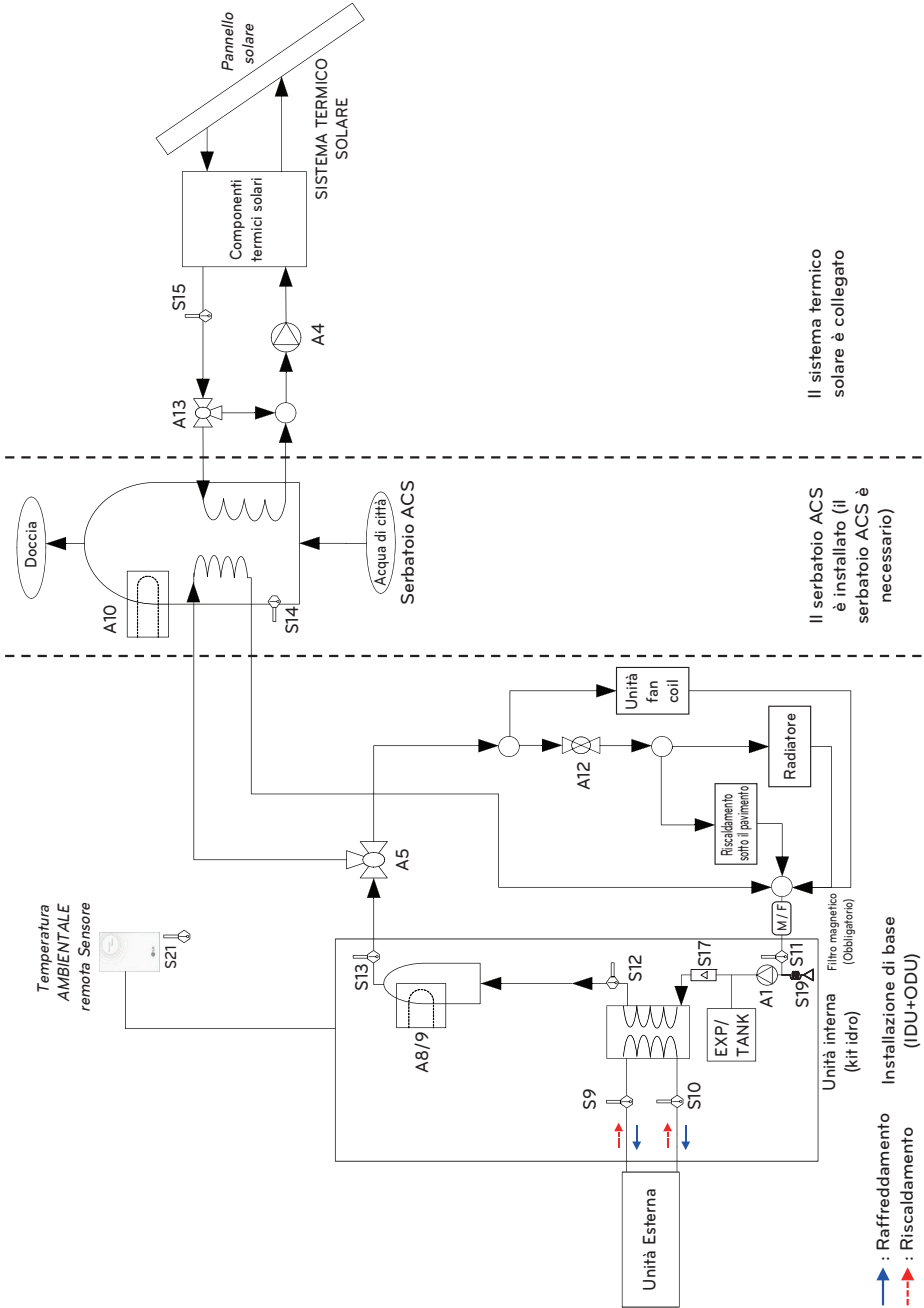 Pannello
solare
SISTEMA TERMICO
SOLARE
Componenti
termici solari
S15
A4
A13
Doccia
A10
S14
Acqua di città
Serbatoio ACS
Il sistema termico
solare è collegato
Il serbatoio ACS
è installato (il
serbatoio ACS è
necessario)
Temperatura
AMBIENTALE
remota Sensore
S21
A5
A12
Unità
fan
coil
Radiatore
Riscaldamento
sotto il pavimento
M / F
Filtro magnetico
(Obbligatorio)
S13
A8/9
S12
S17
S11
A1
S19
EXP/
TANK
S9
S10
Unità interna
(kit idro)
Unità Esterna
Installazione di base
(IDU+ODU)
: Raffreddamento
: Riscaldamento